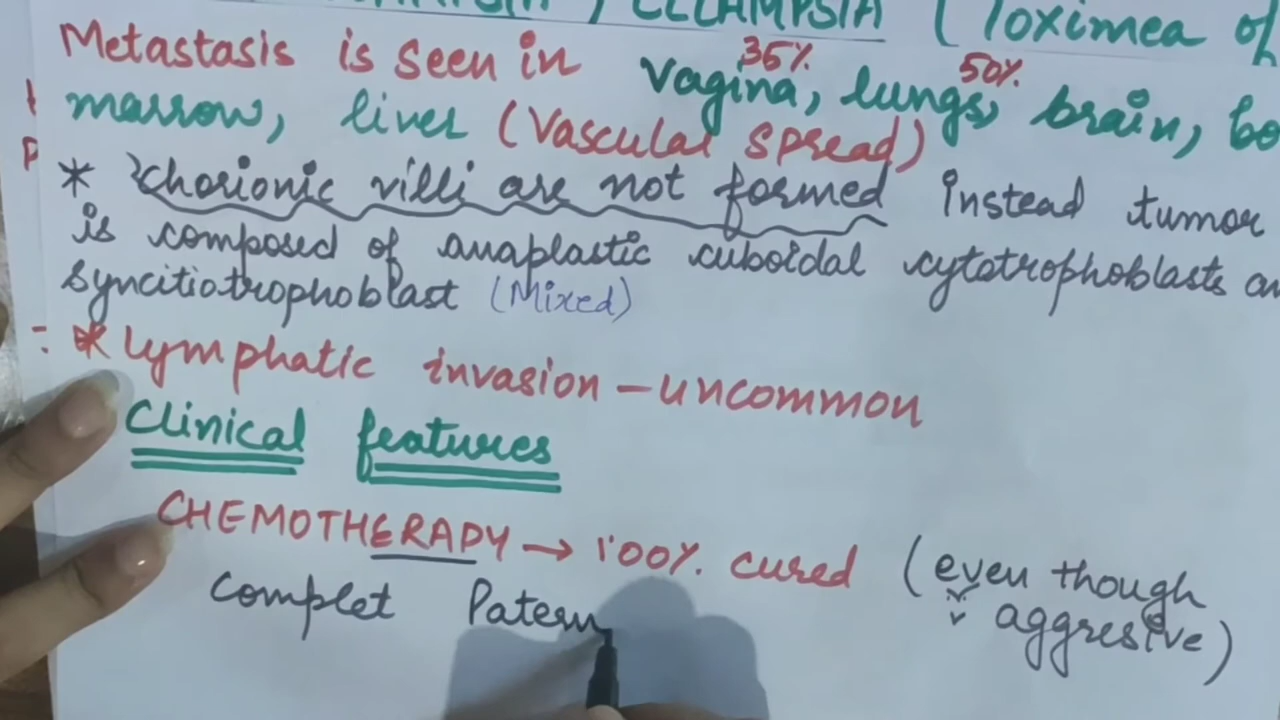 ECLAMPSIA (Toximea of
Metastasis is seen in vagina, 35% lungs, 50% brain, bo
marrow, liver (Vascular spread)
* chorionic villi are not formed instead tumor
is composed of anaplastic cuboidal cytotrophoblasts an
syncitiotrophoblast (Mixed)
* Lymphatic invasion - uncommon
Clinical features
CHEMOTHERAPY → 100% cured (even though
aggresive)
complet Patern